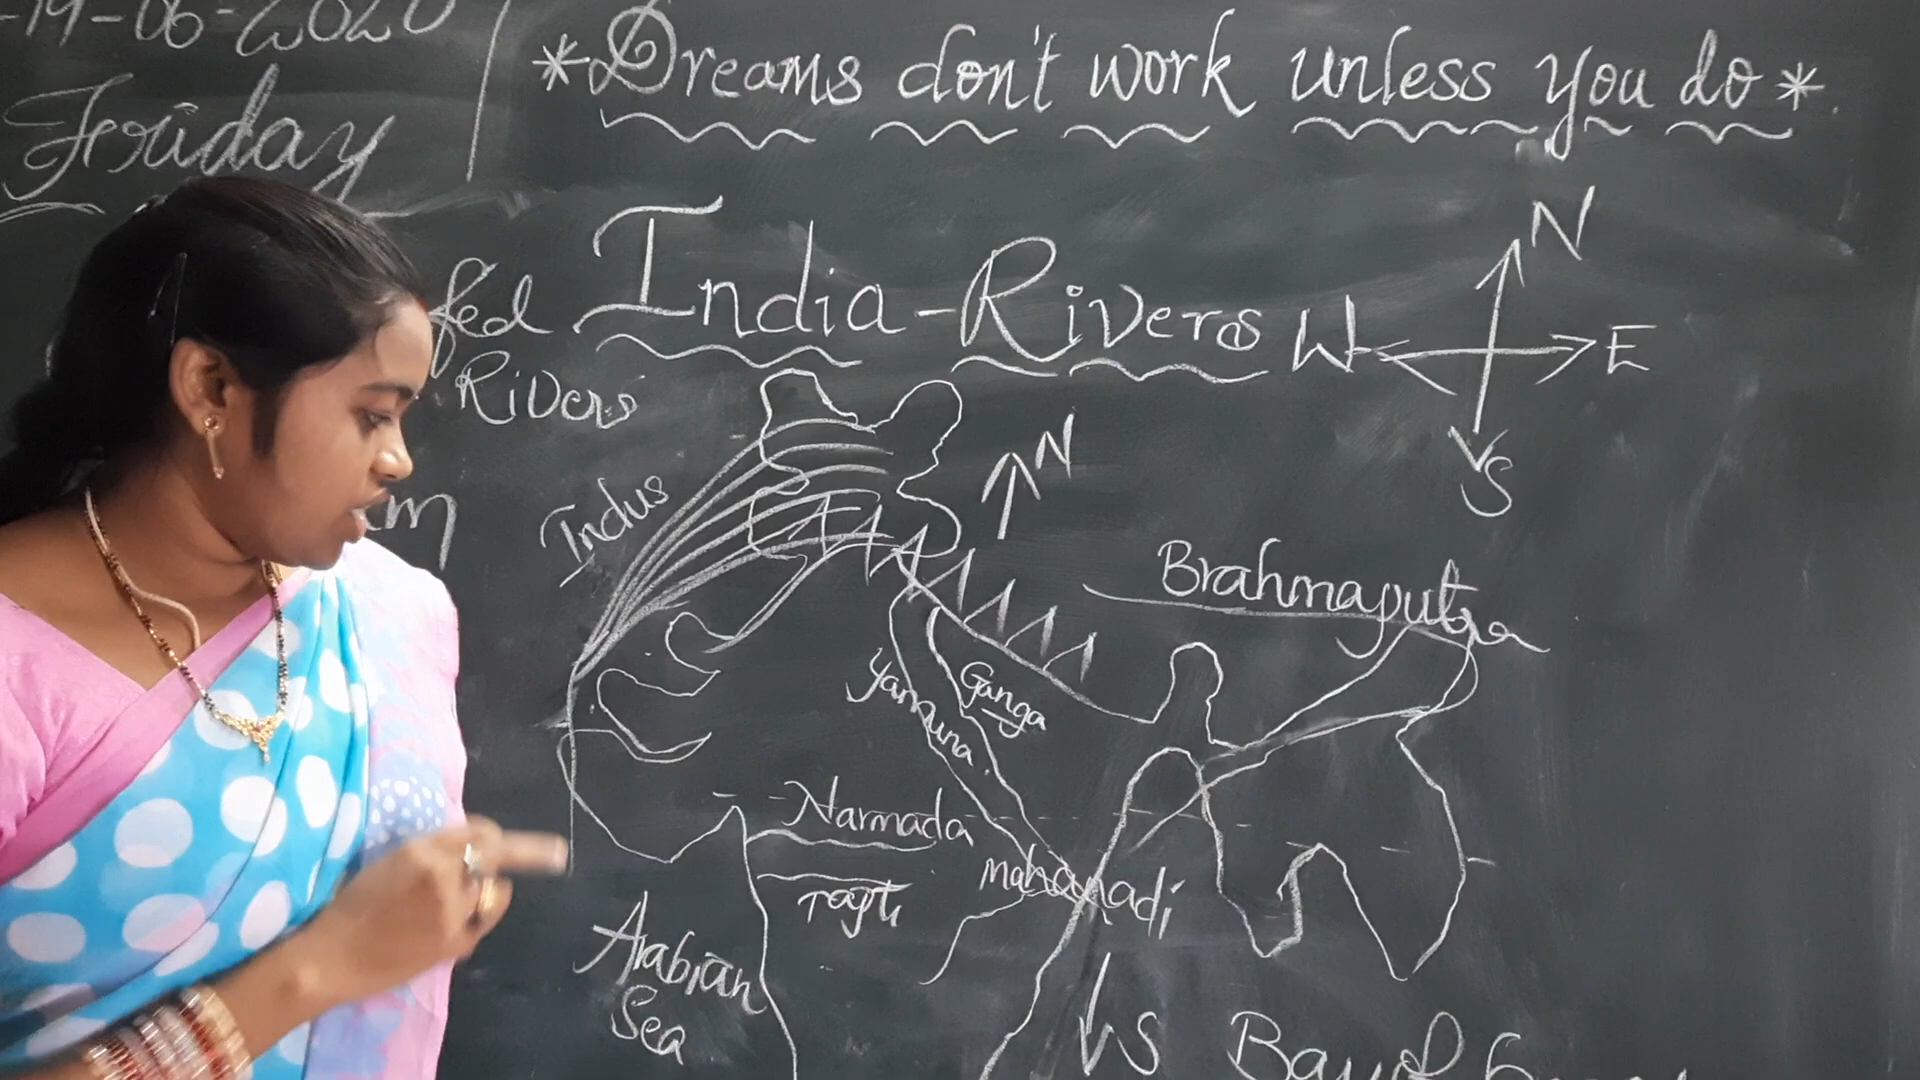 -19-06-2020
Friday
*Dreams don't work unless you do*
fed
Rivers
India-Rivers
N
W
E
S
N
Indus
Brahmaputra
Yamuna
Ganga
Narmada
Tapti
Mahanadi
Arabian
Sea
S
Bay of